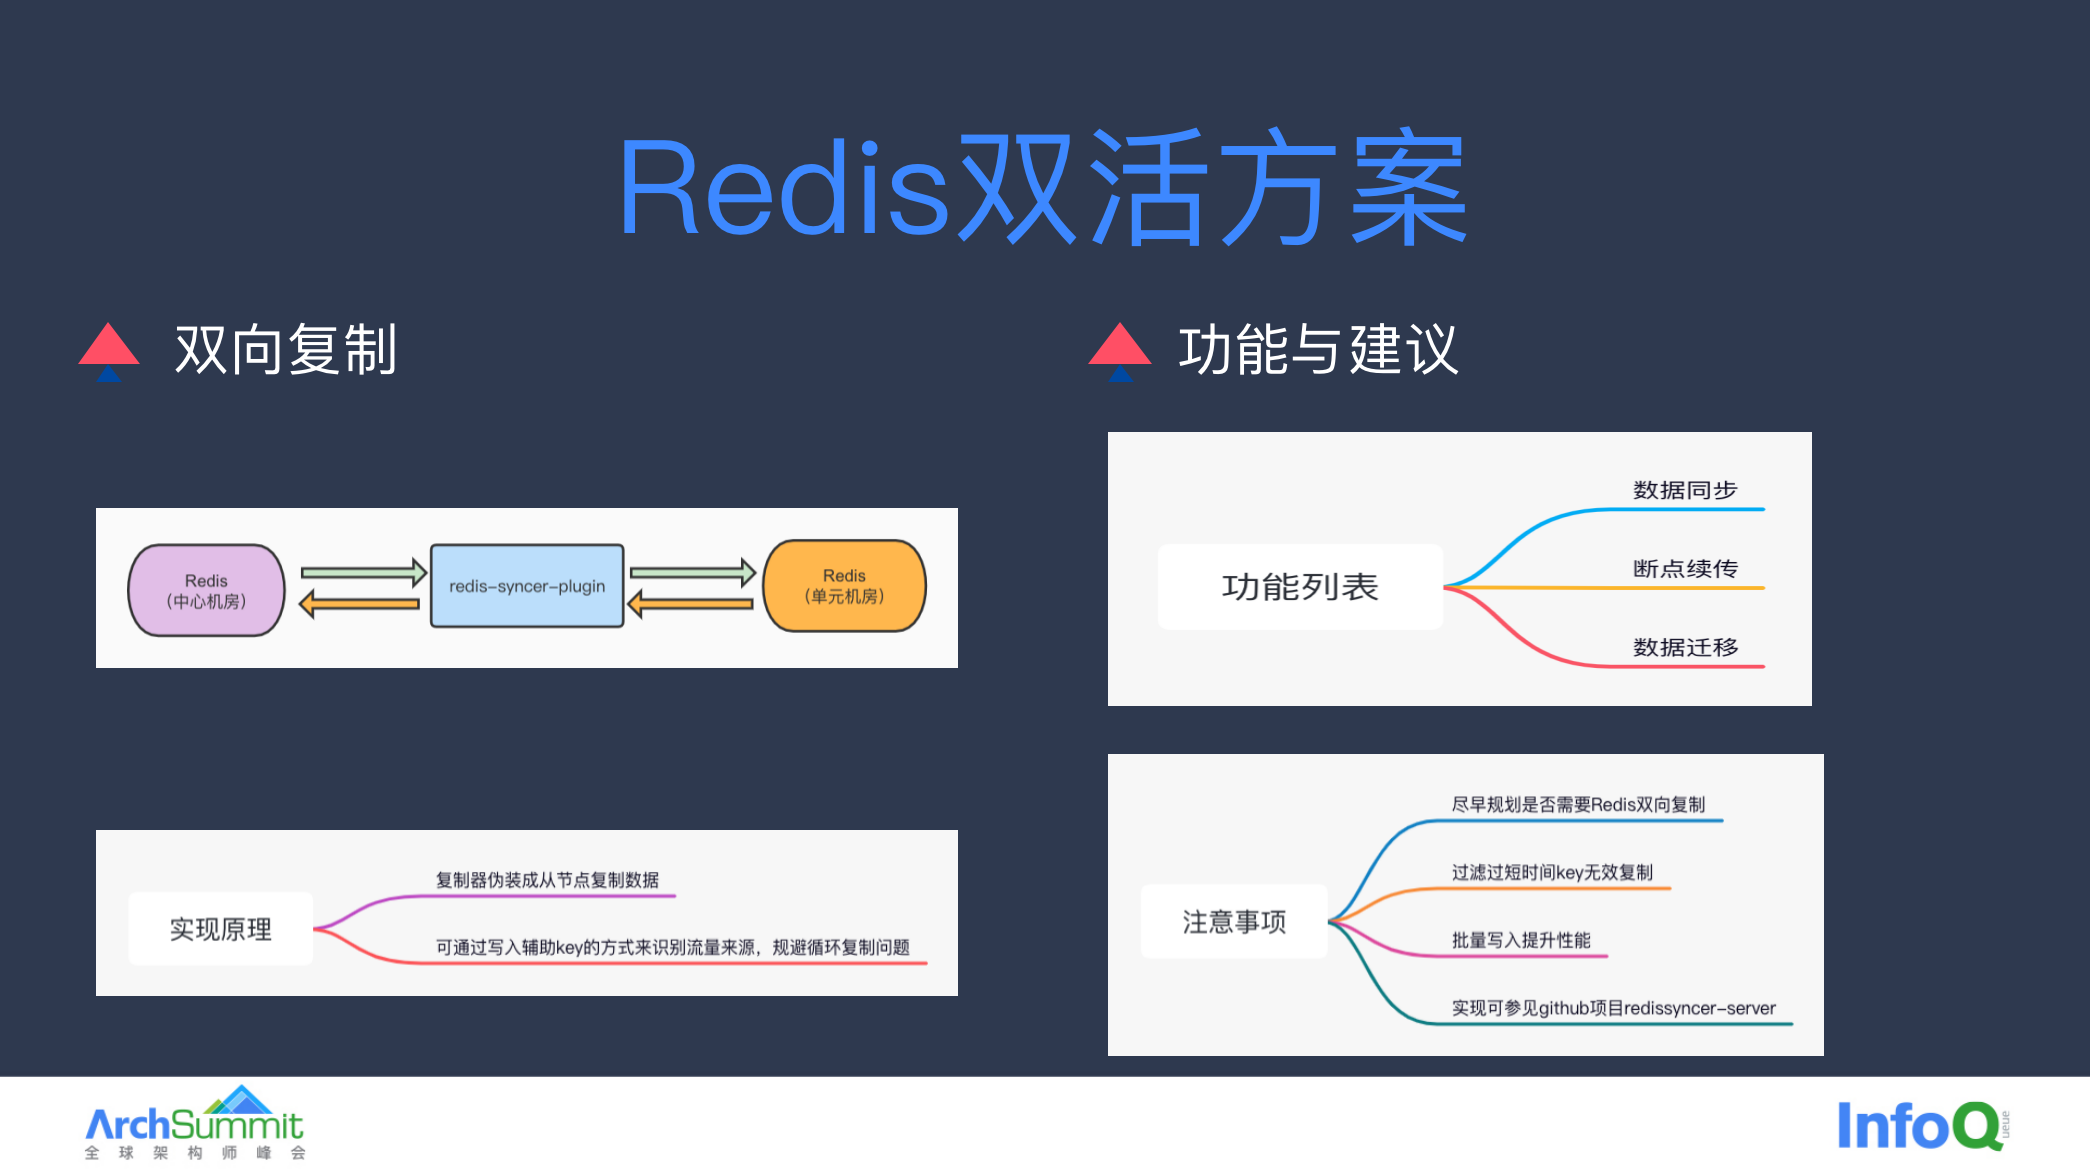 Redis双活方案
双向复制
Redis
（中心机房）
redis-syncer-plugin
Redis
（单元机房）
实现原理
复制器伪装成从节点复制数据
可通过写入辅助key的方式来识别流量来源，规避循环复制问题
功能与建议
功能列表
数据同步
断点续传
数据迁移
注意事项
尽早规划是否需要Redis双向复制
过滤过短时间key无效复制
批量写入提升性能
实现可参见github项目redissyncer-server
ArchSummit
全球架构师峰会
InfoQ
ueue